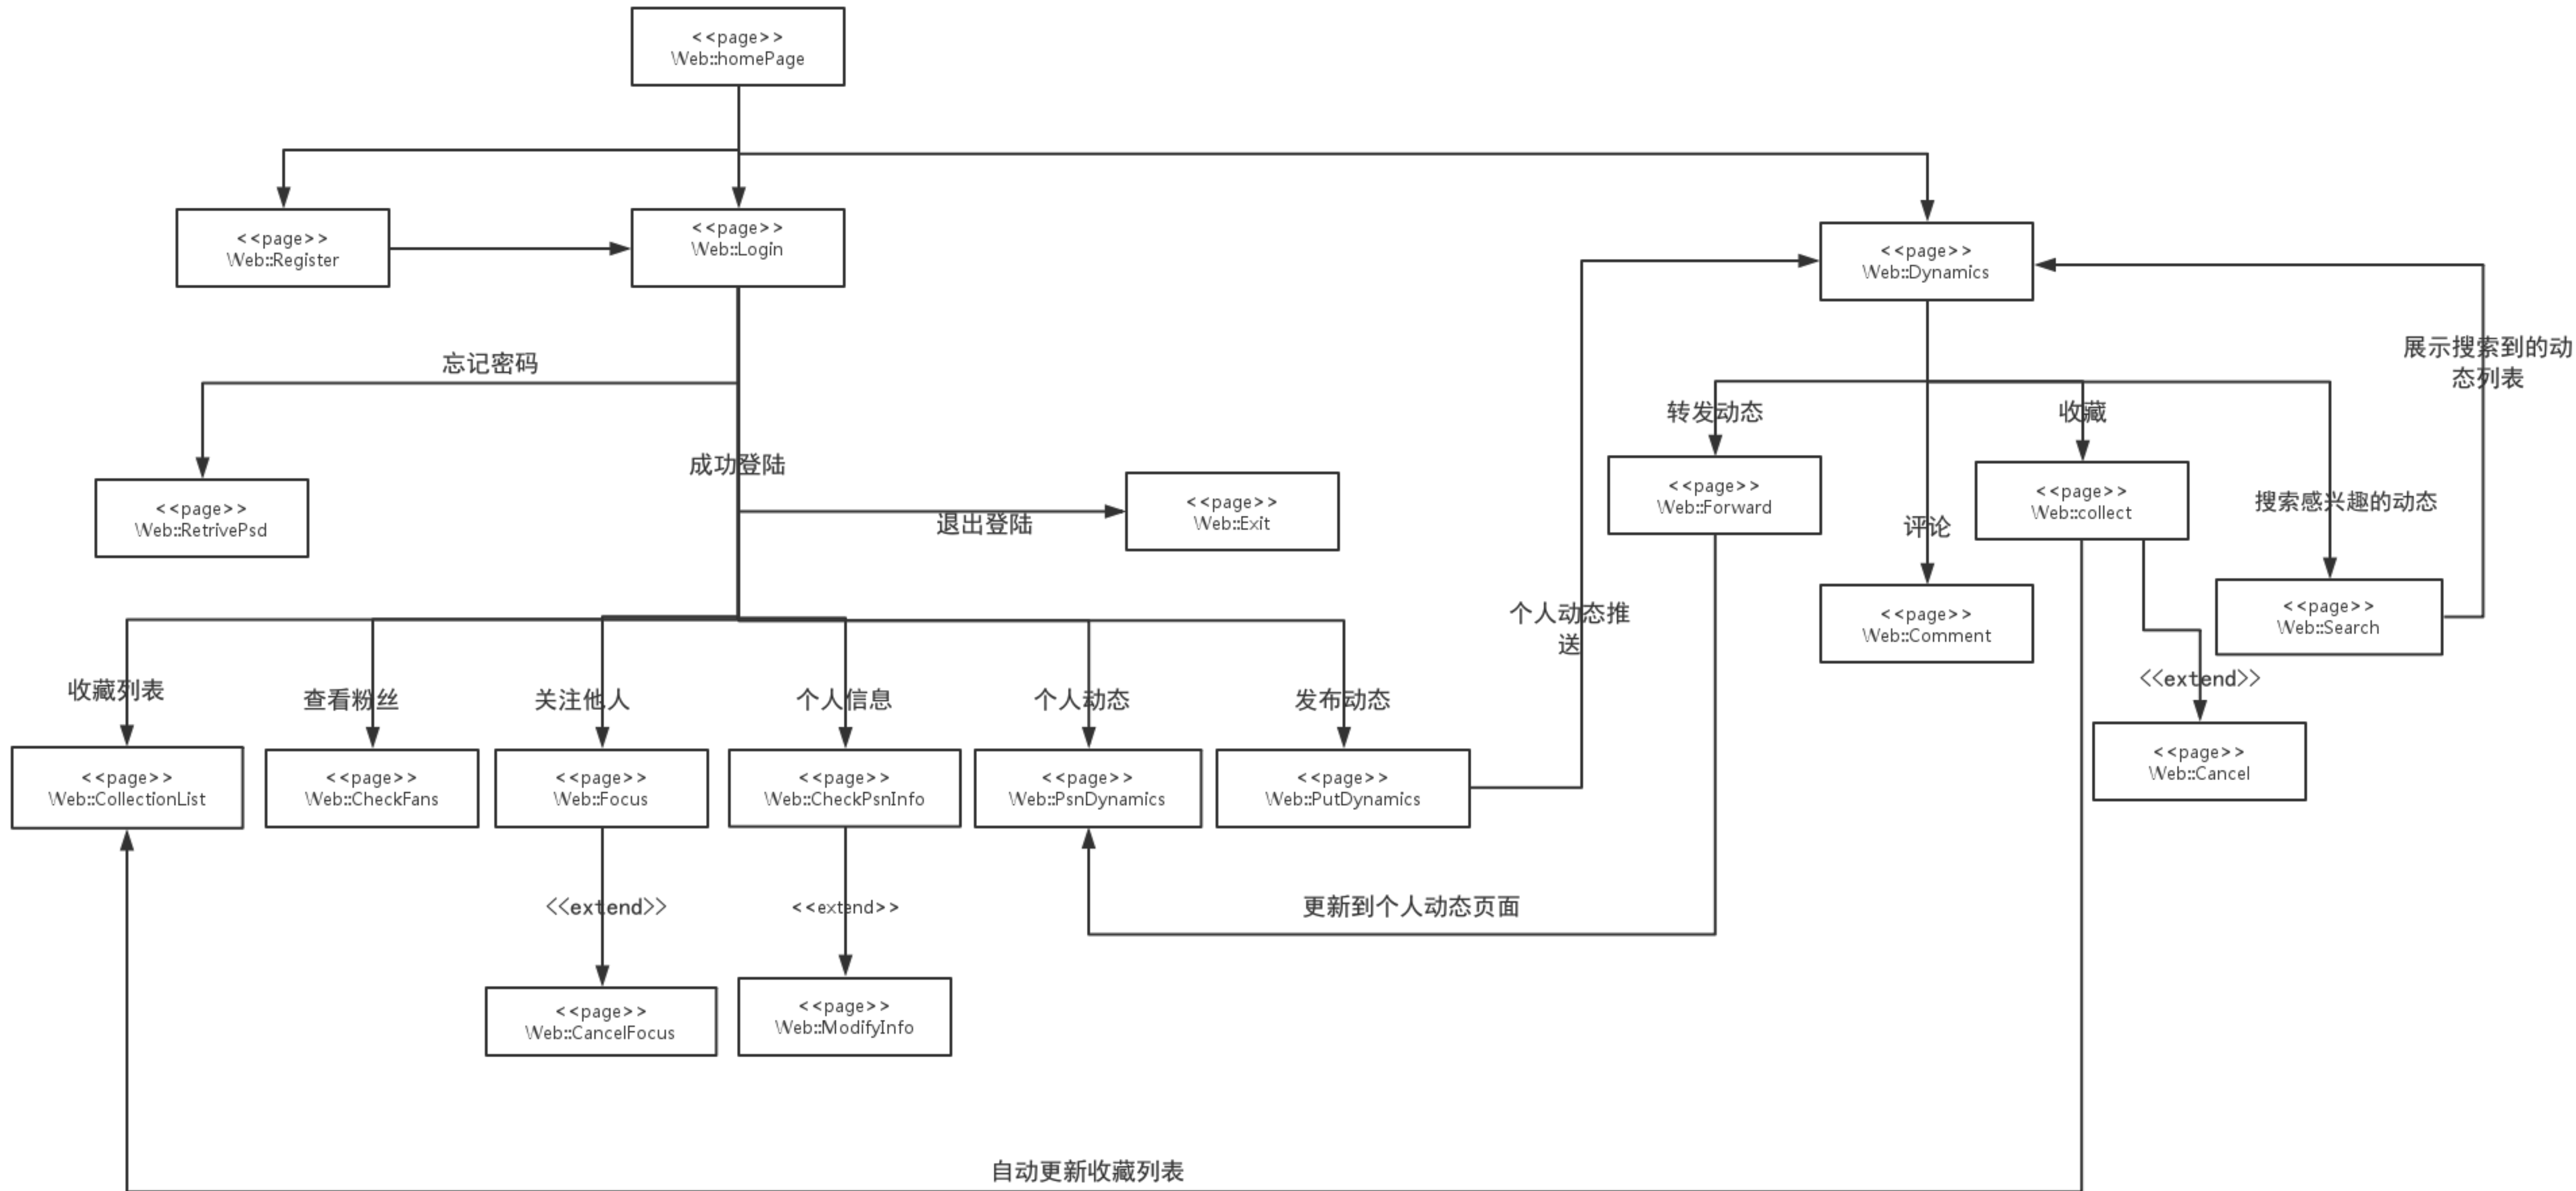 <<page>>
Web::homePage
<<page>>
Web::Register
<<page>>
Web::Login
<<page>>
Web::Dynamics
忘记密码
展示搜索到的动
态列表
转发动态
收藏
成功登陆
<<page>>
Web::RetrivePsd
退出登陆
<<page>>
Web::Exit
<<page>>
Web::Forward
评论
<<page>>
Web::collect
搜索感兴趣的动态
个人动态推
送
<<page>>
Web::Comment
<<page>>
Web::Search
<<extend>>
收藏列表
查看粉丝
关注他人
个人信息
个人动态
发布动态
<<page>>
Web::CollectionList
<<page>>
Web::CheckFans
<<page>>
Web::Focus
<<page>>
Web::CheckPsnInfo
<<page>>
Web::PsnDynamics
<<page>>
Web::PutDynamics
<<page>>
Web::Cancel
<<extend>>
<<extend>>
更新到个人动态页面
<<page>>
Web::CancelFocus
<<page>>
Web::ModifyInfo
自动更新收藏列表